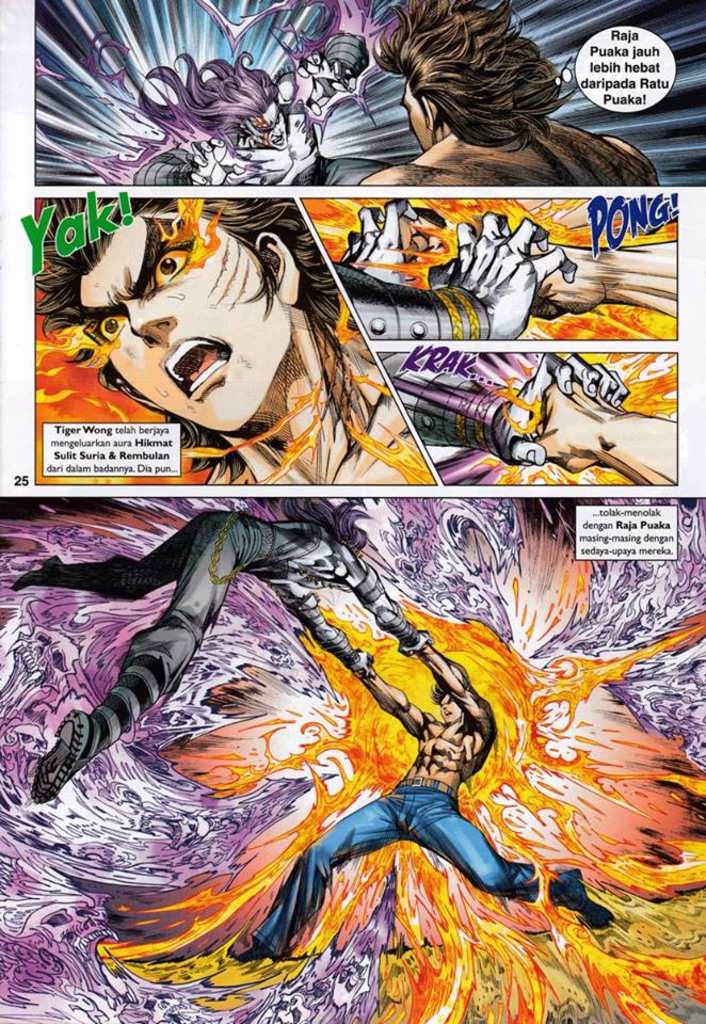 Raja
Puaka jauh
lebih hebat
daripada Ratu
Puaka!
Yak!
PONG!
KRAK...
Tiger Wong telah berjaya
mengeluarkan aura Hikmat
Sulit Suria & Rembulan
dari dalam badannya. Dia pun...
25
...tolak-menolak
dengan Raja Puaka
masing-masing dengan
sedaya-upaya mereka.